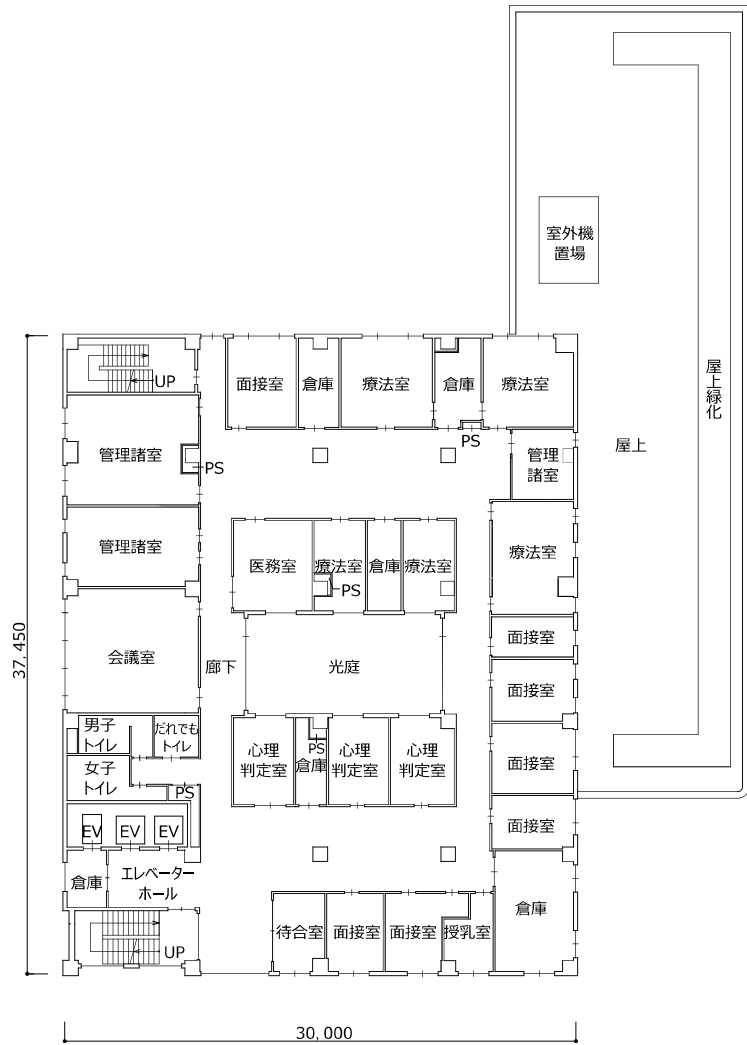 室外機
置場
屋上緑化
屋上
UP
面接室
倉庫
療法室
倉庫
療法室
PS
管理諸室
PS
管理
諸室
管理諸室
医務室
療法室
PS
倉庫
療法室
療法室
会議室
廊下
光庭
面接室
面接室
37,450
男子
トイレ
だれでも
トイレ
女子
トイレ
PS
心理
判定室
PS
倉庫
心理
判定室
心理
判定室
面接室
EV
EV
EV
面接室
倉庫
エレベーター
ホール
倉庫
UP
待合室
面接室
面接室
授乳室
30,000